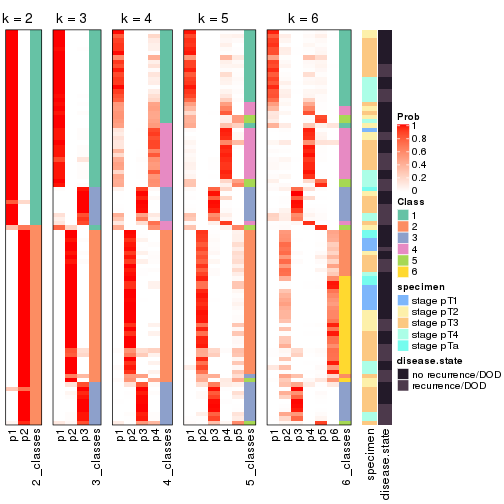 k = 2
k = 3
k = 4
k = 5
k = 6
Prob
1
0.8
0.6
0.4
0.2
0
Class
1
2
3
4
5
6
specimen
stage pT1
stage pT2
stage pT3
stage pT4
stage pTa
disease.state
no recurrence/DOD
recurrence/DOD
p1
p2
2_classes
p1
p2
p3
3_classes
p1
p2
p3
p4
4_classes
p1
p2
p3
p4
p5
5_classes
p1
p2
p3
p4
p5
p6
6_classes
specimen
disease.state